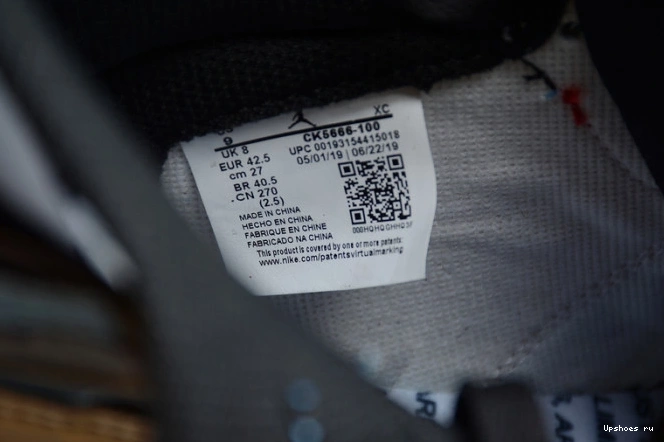 XC
9
UK 8
EUR 42.5
cm 27
BR 40.5
CN 270
(2.5)
CK5666-100
UPC 00193154415018
05/01/19 | 06/22/19
MADE IN CHINA
HECHO EN CHINA
FABRIQUE EN CHINE
FABRICADO NA CHINA
This product is covered by one or more patents:
www.nike.com/patentsvirtualmarking
Upshoes ru